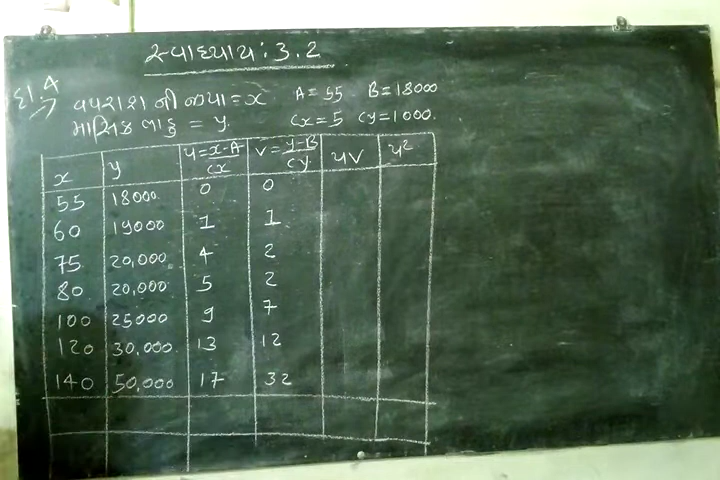 સ્વાધ્યાય: 3.2
દા.A
વપરાશ ની જગ્યા = x A = 55 B = 18000
માસિક ભાડું = y. Cx = 5 Cy = 1000.
x y u = x-A/Cx v = y-B/Cy uv u²
55 18000 0 0
60 19000 1 1
75 20,000 4 2
80 20,000 5 2
100 25000 9 7
120 30,000 13 12
140 50,000 17 32